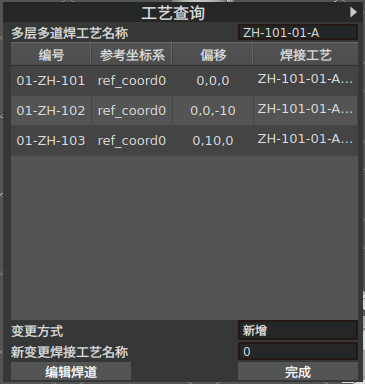 工艺查询
多层多道焊工艺名称 ZH-101-01-A
编号 参考坐标系 偏移 焊接工艺
01-ZH-101 ref_coord0 0,0,0 ZH-101-01-A...
01-ZH-102 ref_coord0 0,0,-10 ZH-101-01-A...
01-ZH-103 ref_coord0 0,10,0 ZH-101-01-A...
变更方式 新增
新变更焊接工艺名称 0
编辑焊道 完成